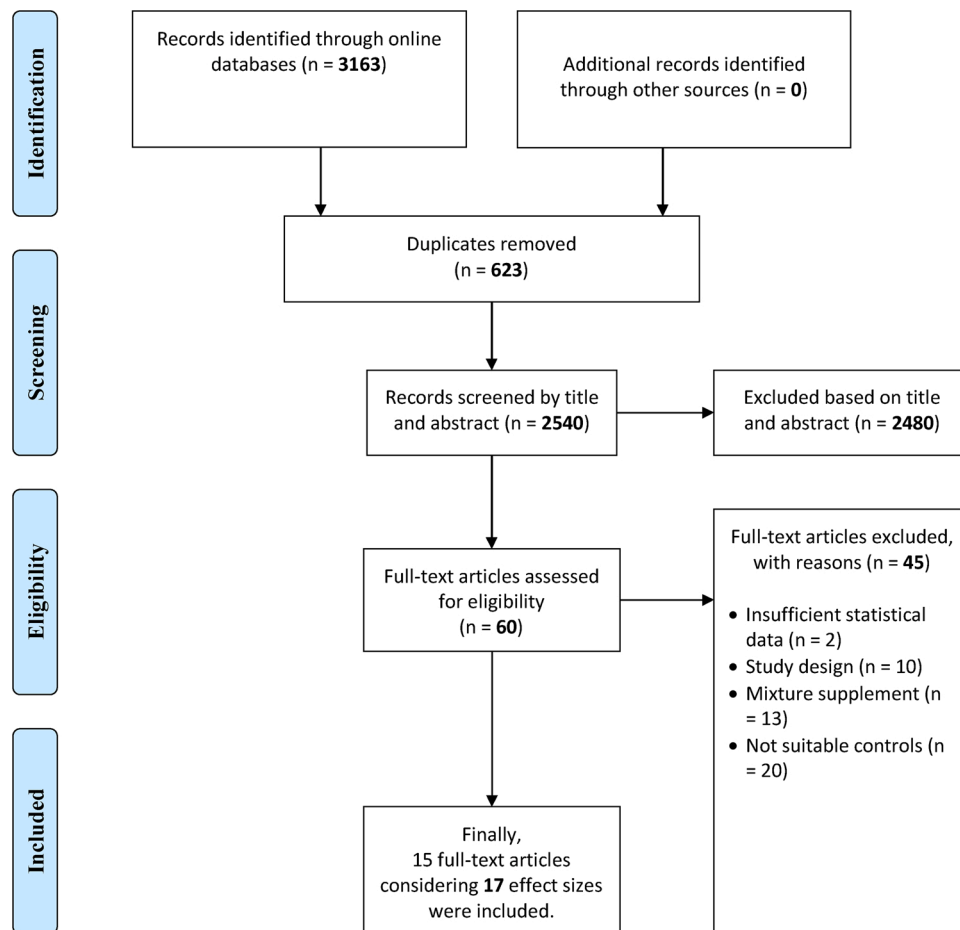 Identification
Records identified through online
databases (n = 3163)
Additional records identified
through other sources (n = 0)
Duplicates removed
(n = 623)
Screening
Records screened by title
and abstract (n = 2540)
Excluded based on title
and abstract (n = 2480)
Eligibility
Full-text articles assessed
for eligibility
(n = 60)
Full-text articles excluded,
with reasons (n = 45)
• Insufficient statistical
data (n = 2)
• Study design (n = 10)
• Mixture supplement (n
= 13)
• Not suitable controls (n
= 20)
Included
Finally,
15 full-text articles
considering 17 effect sizes
were included.